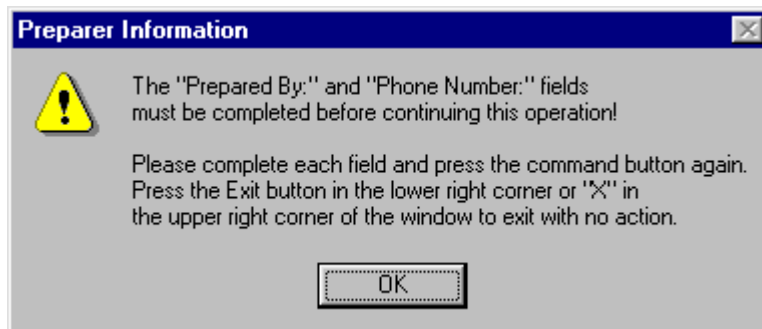 Preparer Information
The "Prepared By:" and "Phone Number:" fields
must be completed before continuing this operation!
Please complete each field and press the command button again.
Press the Exit button in the lower right corner or "X" in
the upper right corner of the window to exit with no action.
OK